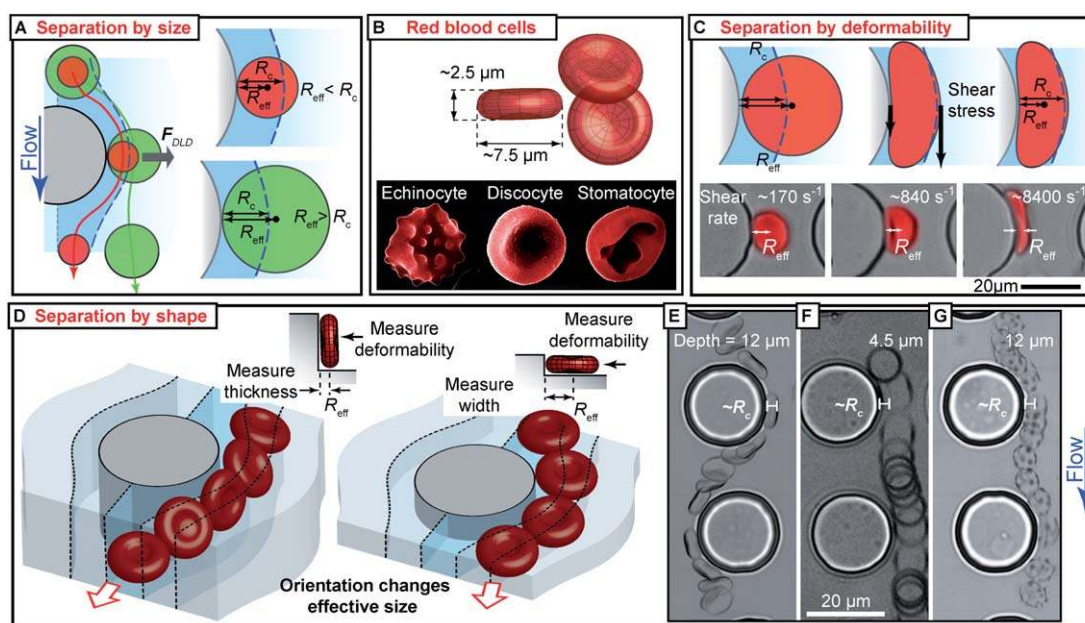 A Separation by size
Flow
F_DLD
R_c
R_eff
R_eff < R_c
R_c
R_eff
R_eff > R_c
B Red blood cells
~2.5 µm
~7.5 µm
Echinocyte Discocyte Stomatocyte
C Separation by deformability
R_c
R_eff
Shear
stress
R_c
R_eff
Shear
rate
~170 s⁻¹
R_eff
~840 s⁻¹
R_eff
~8400 s⁻¹
R_eff
20µm
D Separation by shape
Measure
deformability
Measure
thickness
R_eff
Measure
deformability
Measure
width
R_eff
Orientation changes
effective size
E
Depth = 12 µm
~R_c
F
4.5 µm
~R_c
20 µm
G
12 µm
~R_c
Flow